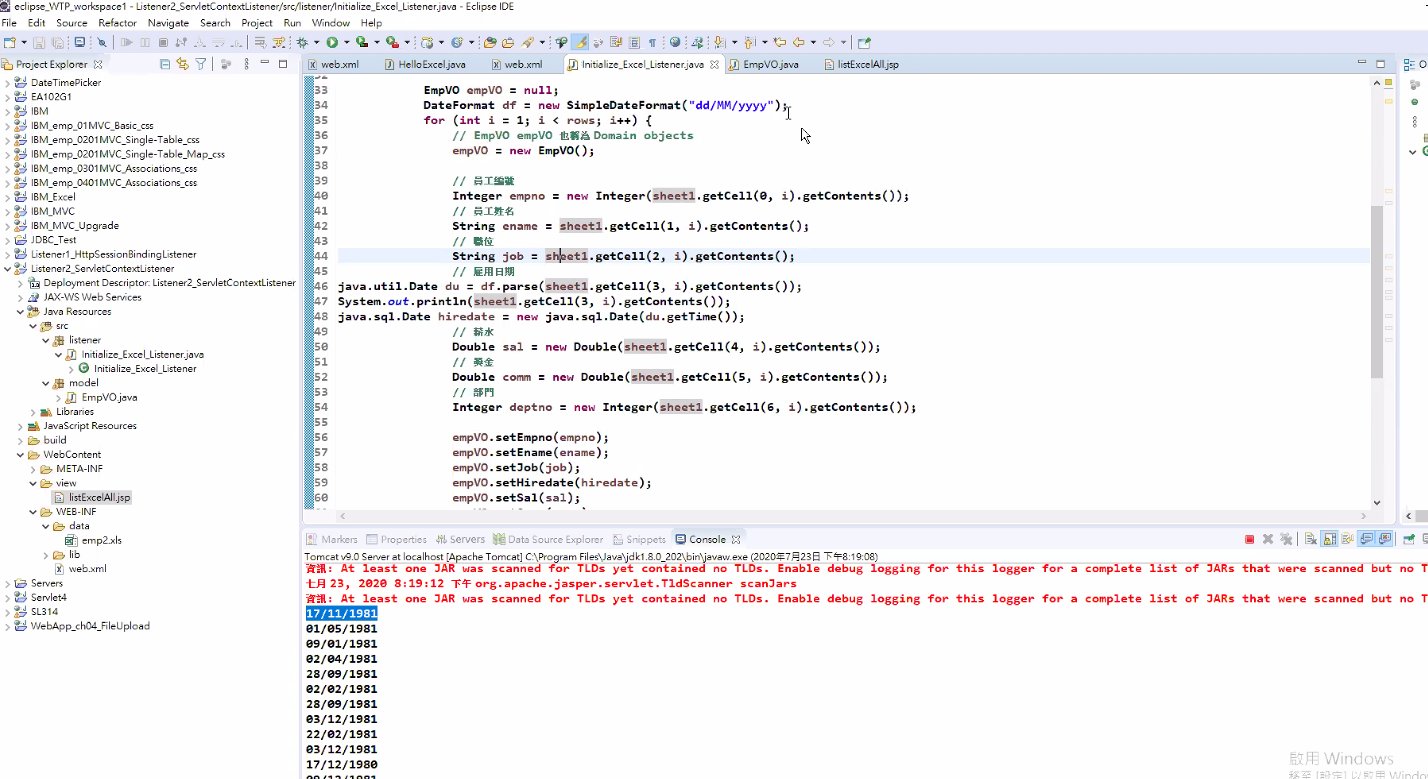 eclipse_WTP_workspace1 - Listener2_ServletContextListener/src/listener/Initialize_Excel_Listener.java - Eclipse IDE
File Edit Source Refactor Navigate Search Project Run Window Help
Project Explorer
web.xml HelloExcel.java web.xml Initialize_Excel_Listener.java EmpVO.java listExcelAll.jsp
DateTimePicker
EA102G1
IBM
IBM_emp_01MVC_Basic_css
IBM_emp_0201MVC_Single-Table_css
IBM_emp_0201MVC_Single-Table_Map_css
IBM_emp_0301MVC_Associations_css
IBM_emp_0401MVC_Associations_css
IBM_Excel
IBM_MVC
IBM_MVC_Upgrade
JDBC_Test
Listener1_HttpSessionBindingListener
Listener2_ServletContextListener
Deployment Descriptor: Listener2_ServletContextListener
JAX-WS Web Services
Java Resources
src
listener
Initialize_Excel_Listener.java
Initialize_Excel_Listener
model
EmpVO.java
Libraries
JavaScript Resources
build
WebContent
META-INF
view
listExcelAll.jsp
WEB-INF
data
emp2.xls
lib
web.xml
Servers
Servlet4
SL314
WebApp_ch04_FileUpload
32
33 EmpVO empVO = null;
34 DateFormat df = new SimpleDateFormat("dd/MM/yyyy");
35 for (int i = 1; i < rows; i++) {
36 // EmpVO empVO 也稱為 Domain objects
37 empVO = new EmpVO();
38
39 // 員工編號
40 Integer empno = new Integer(sheet1.getCell(0, i).getContents());
41 // 員工姓名
42 String ename = sheet1.getCell(1, i).getContents();
43 // 職位
44 String job = sheet1.getCell(2, i).getContents();
45 // 雇用日期
46 java.util.Date du = df.parse(sheet1.getCell(3, i).getContents());
47 System.out.println(sheet1.getCell(3, i).getContents());
48 java.sql.Date hiredate = new java.sql.Date(du.getTime());
49 // 薪水
50 Double sal = new Double(sheet1.getCell(4, i).getContents());
51 // 獎金
52 Double comm = new Double(sheet1.getCell(5, i).getContents());
53 // 部門
54 Integer deptno = new Integer(sheet1.getCell(6, i).getContents());
55
56 empVO.setEmpno(empno);
57 empVO.setEname(ename);
58 empVO.setJob(job);
59 empVO.setHiredate(hiredate);
60 empVO.setSal(sal);
Markers Properties Servers Data Source Explorer Snippets Console
Tomcat v9.0 Server at localhost [Apache Tomcat] C:\Program Files\Java\jdk1.8.0_202\bin\javaw.exe (2020年7月23日 下午8:19:08)
資訊: At least one JAR was scanned for TLDs yet contained no TLDs. Enable debug logging for this logger for a complete list of JARs that were scanned but no T
七月 23, 2020 8:19:12 下午 org.apache.jasper.servlet.TldScanner scanJars
資訊: At least one JAR was scanned for TLDs yet contained no TLDs. Enable debug logging for this logger for a complete list of JARs that were scanned but no T
17/11/1981
01/05/1981
09/01/1981
02/04/1981
28/09/1981
02/02/1981
28/09/1981
03/12/1981
22/02/1981
03/12/1981
17/12/1980
09/12/1981
啟用 Windows